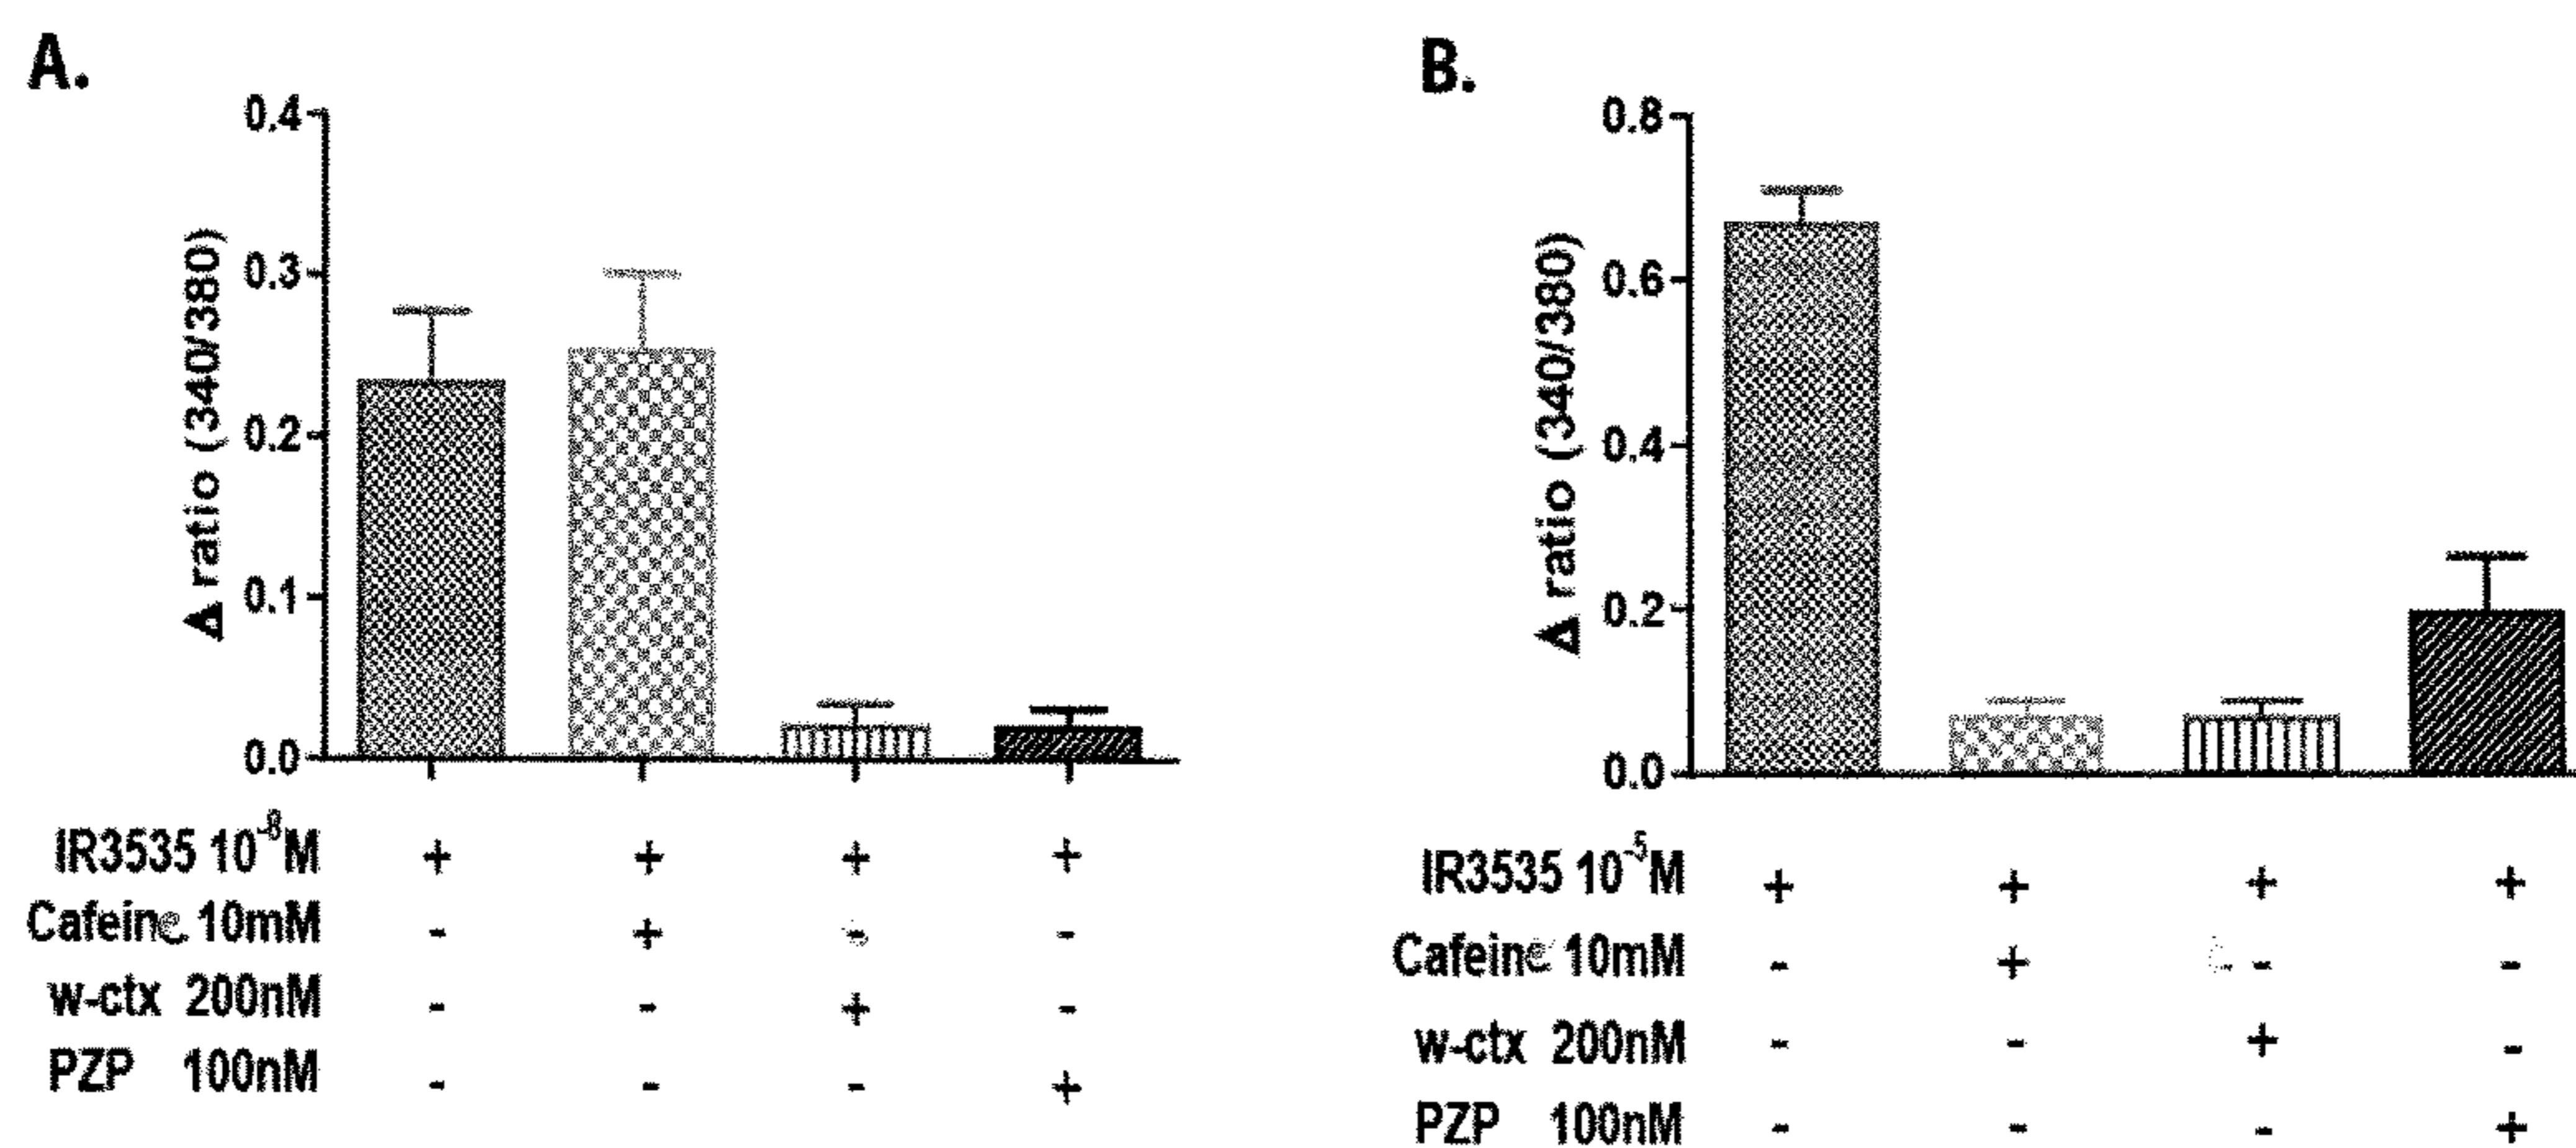 A.
0.4
0.3
0.2
0.1
0.0
Δ ratio (340/380)
IR3535 10⁻⁸M + + + +
Cafeine 10mM - + - -
w-ctx 200nM - - + -
PZP 100nM - - - +
B.
0.8
0.6
0.4
0.2
0.0
Δ ratio (340/380)
IR3535 10⁻⁵M + + + +
Cafeine 10mM - + - -
w-ctx 200nM - - + -
PZP 100nM - - - +